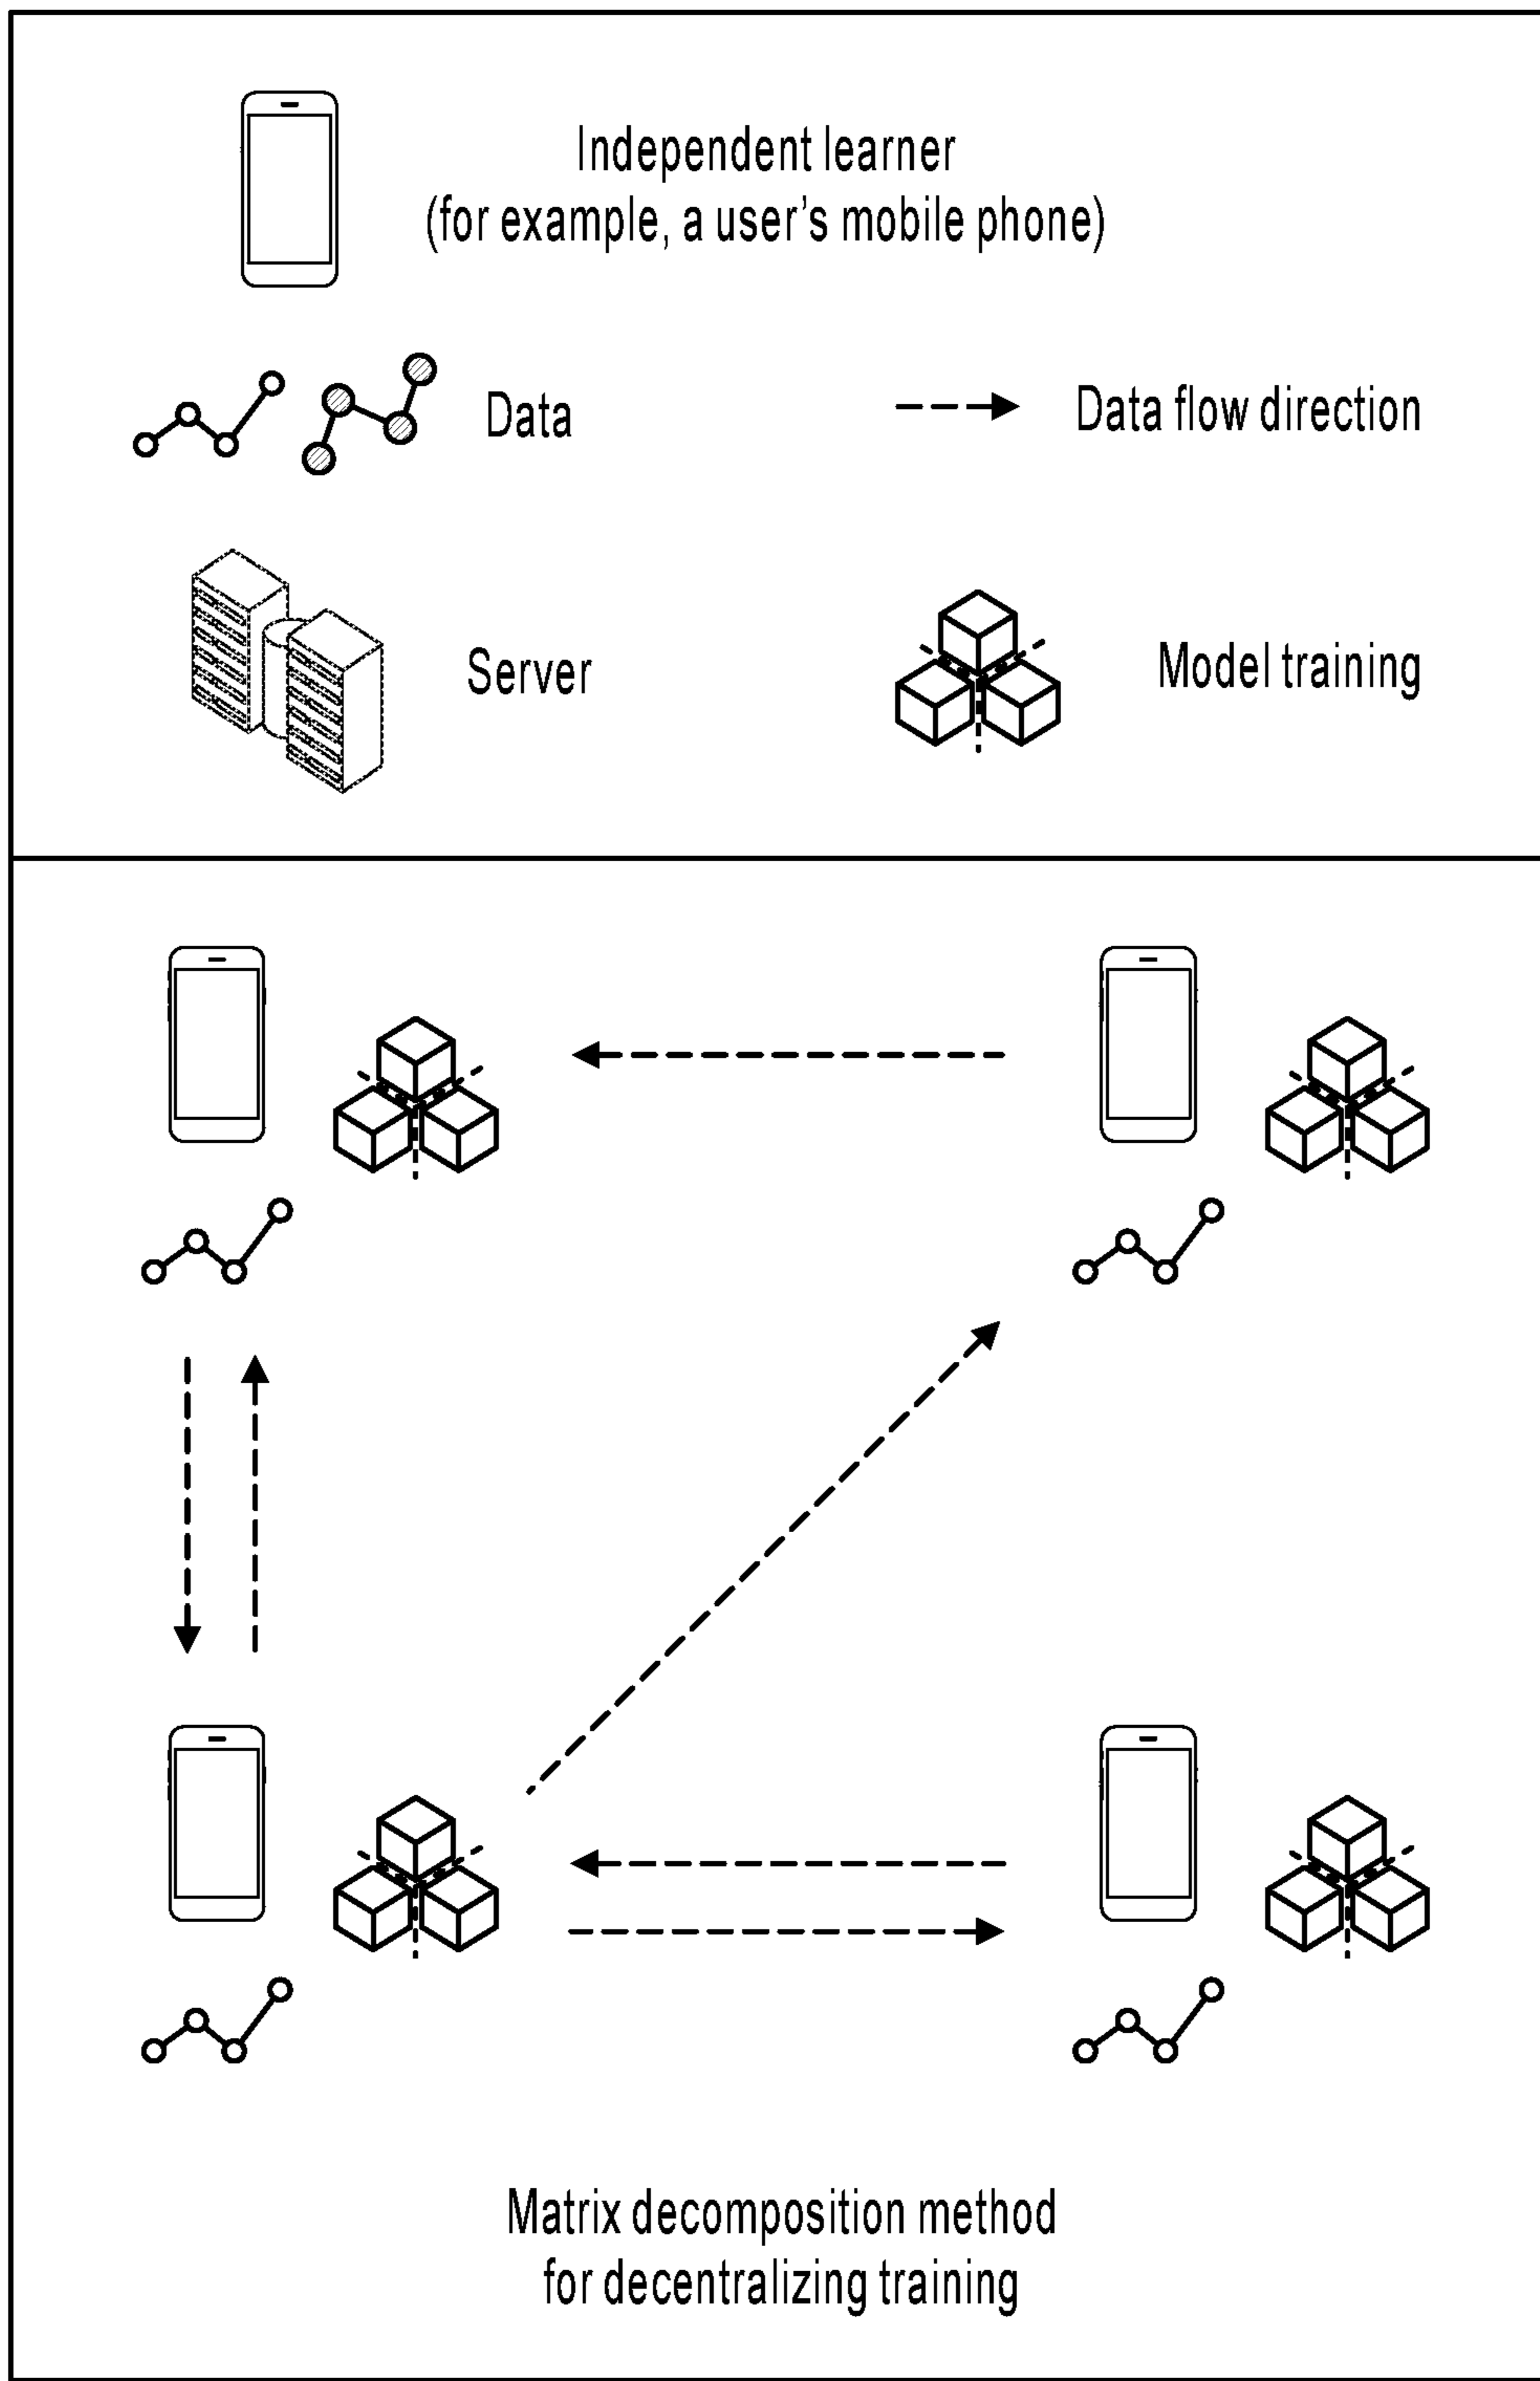 Independent learner
(for example, a user's mobile phone)
Data
Data flow direction
Server
Model training
Matrix decomposition method
for decentralizing training